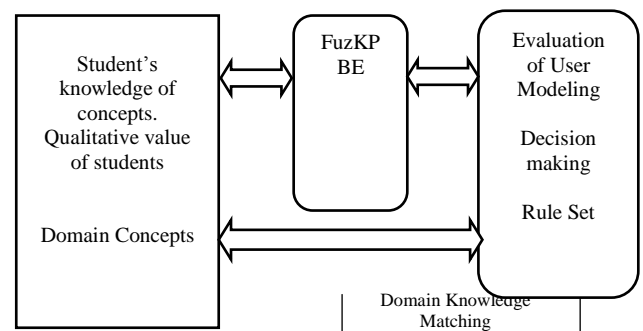 Student’s
knowledge of
concepts.
Qualitative value
of students
Domain Concepts
FuzKP
BE
Evaluation
of User
Modeling
Decision
making
Rule Set
Domain Knowledge
Matching